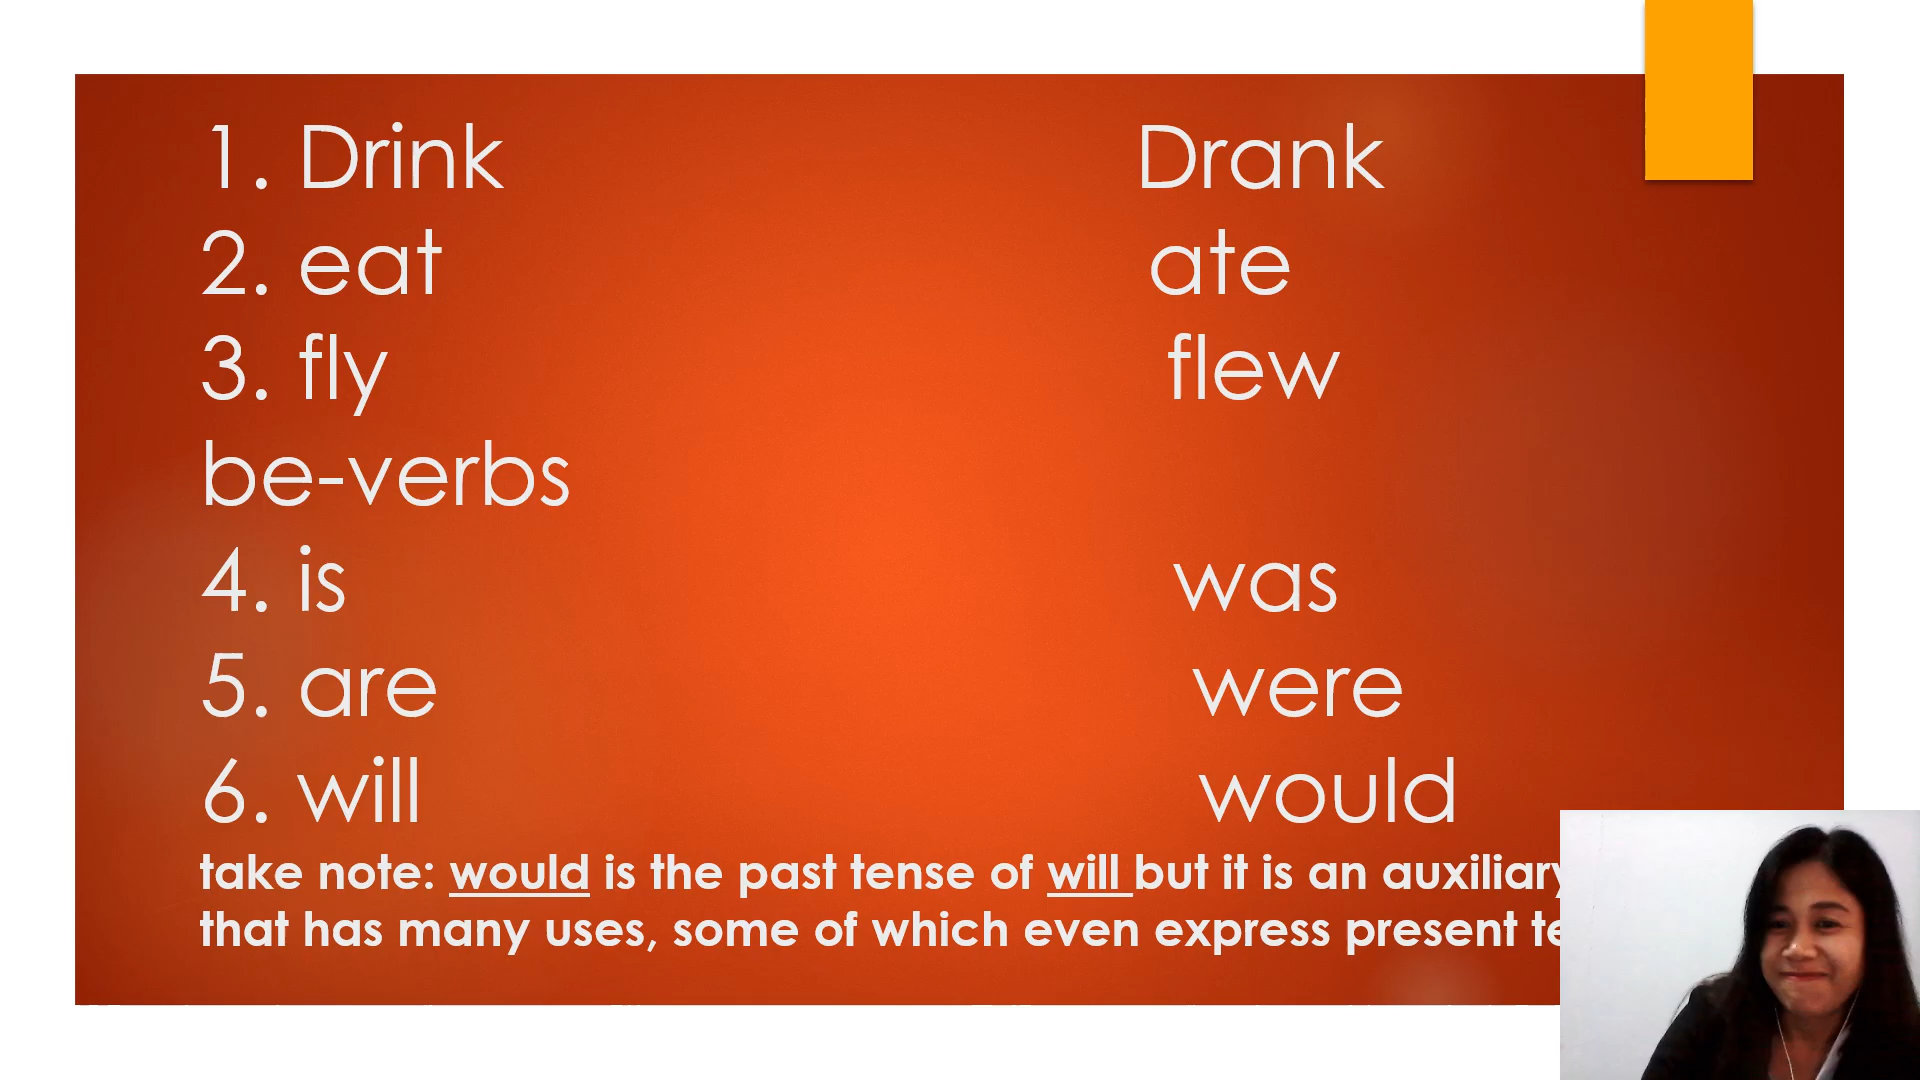 1. Drink Drank
2. eat ate
3. fly flew
be-verbs
4. is was
5. are were
6. will would
take note: would is the past tense of will but it is an auxiliary
that has many uses, some of which even express present